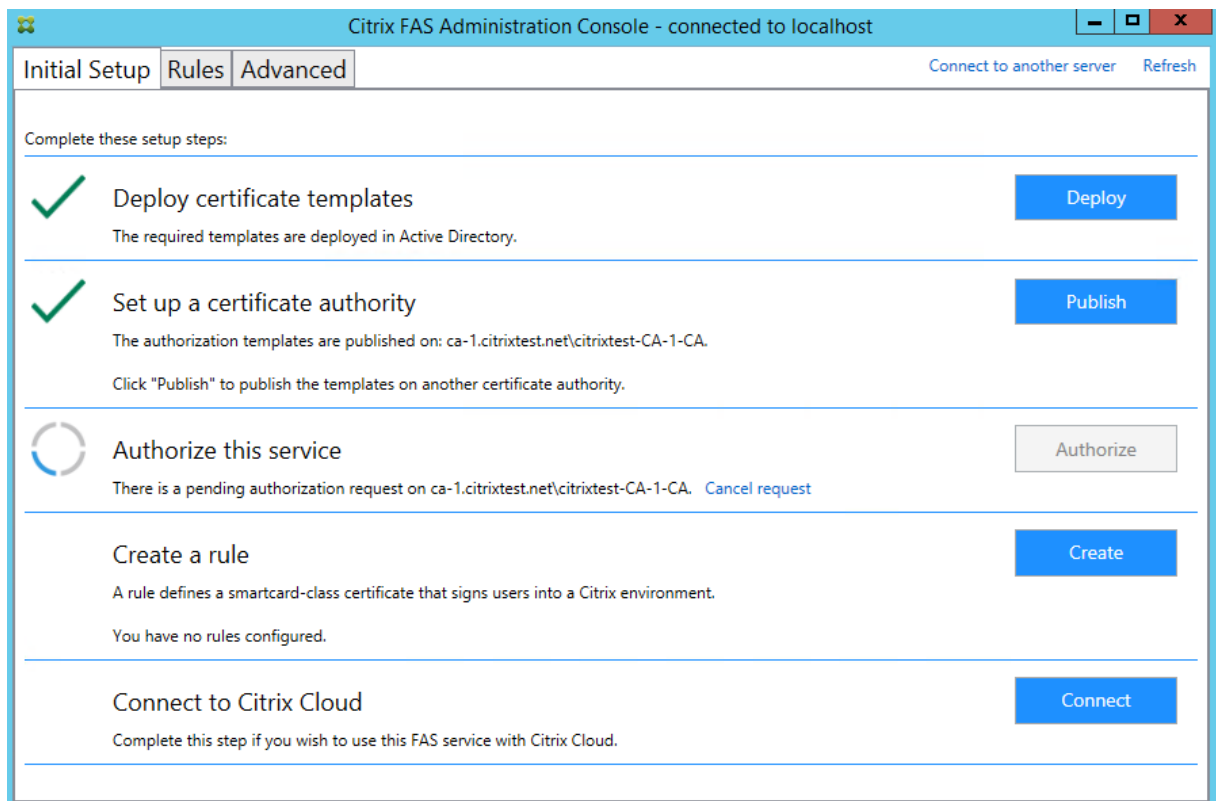 Citrix FAS Administration Console - connected to localhost
Initial Setup Rules Advanced Connect to another server Refresh
Complete these setup steps:
Deploy certificate templates
Deploy
The required templates are deployed in Active Directory.
Set up a certificate authority
Publish
The authorization templates are published on: ca-1.citrixtest.net\citrixtest-CA-1-CA.
Click "Publish" to publish the templates on another certificate authority.
Authorize this service
Authorize
There is a pending authorization request on ca-1.citrixtest.net\citrixtest-CA-1-CA. Cancel request
Create a rule
Create
A rule defines a smartcard-class certificate that signs users into a Citrix environment.
You have no rules configured.
Connect to Citrix Cloud
Connect
Complete this step if you wish to use this FAS service with Citrix Cloud.